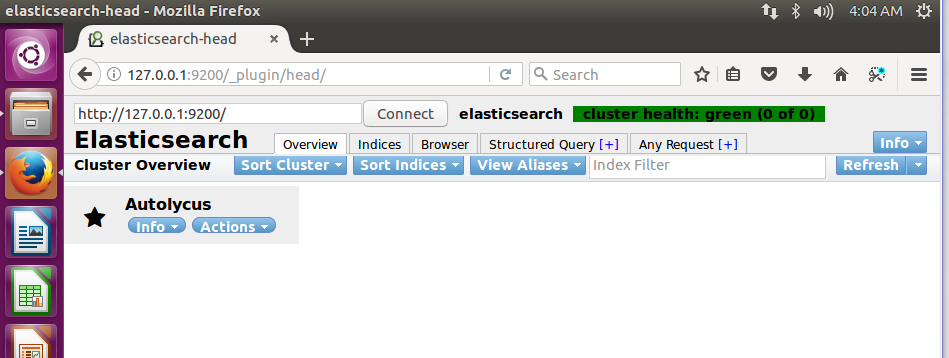 elasticsearch-head - Mozilla Firefox
4:04 AM
elasticsearch-head
127.0.0.1:9200/_plugin/head/
Search
http://127.0.0.1:9200/ Connect elasticsearch cluster health: green (0 of 0)
Elasticsearch Overview Indices Browser Structured Query [+] Any Request [+] Info
Cluster Overview Sort Cluster Sort Indices View Aliases Index Filter Refresh
Autolycus
Info Actions